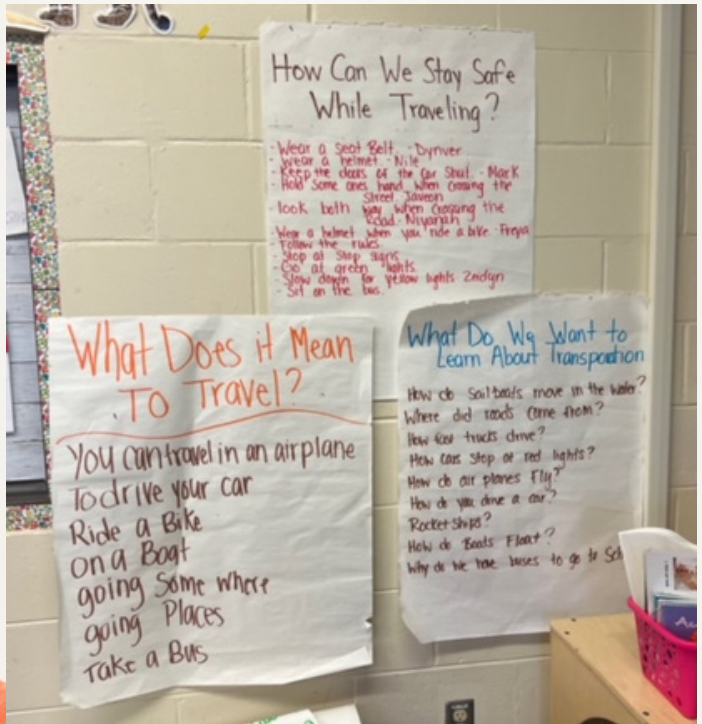 How Can We Stay Safe
While Traveling?
- Wear a Seat Belt. - Dynver
- Wear a helmet. - Nile
- Keep the doors of the Car Shut. - Mark
- Hold Some ones hand when Crossing the
Street. Javeon
look both way when Crossing the
Road - Niyanah
- Wear a helmet when you ride a bike - Freya
- Follow the rules.
- Stop at Stop Signs
- Go at green lights.
- Slow down for yellow lights. Zmdyn
- Sit on the bus.
What Does it Mean
To Travel?
You can travel in an airplane
To drive your car
Ride a Bike
on a Boat
going Some where
going Places
Take a Bus
What Do We Want to
Learn About Transportation
How do Sailboats move in the Water?
Where did roads Come from?
How trucks drive?
How cars Stop at red lights?
How do air planes Fly?
How do you drive a car?
Rocket Ships?
How do Boats Float?
Why do we have buses to go to Sch